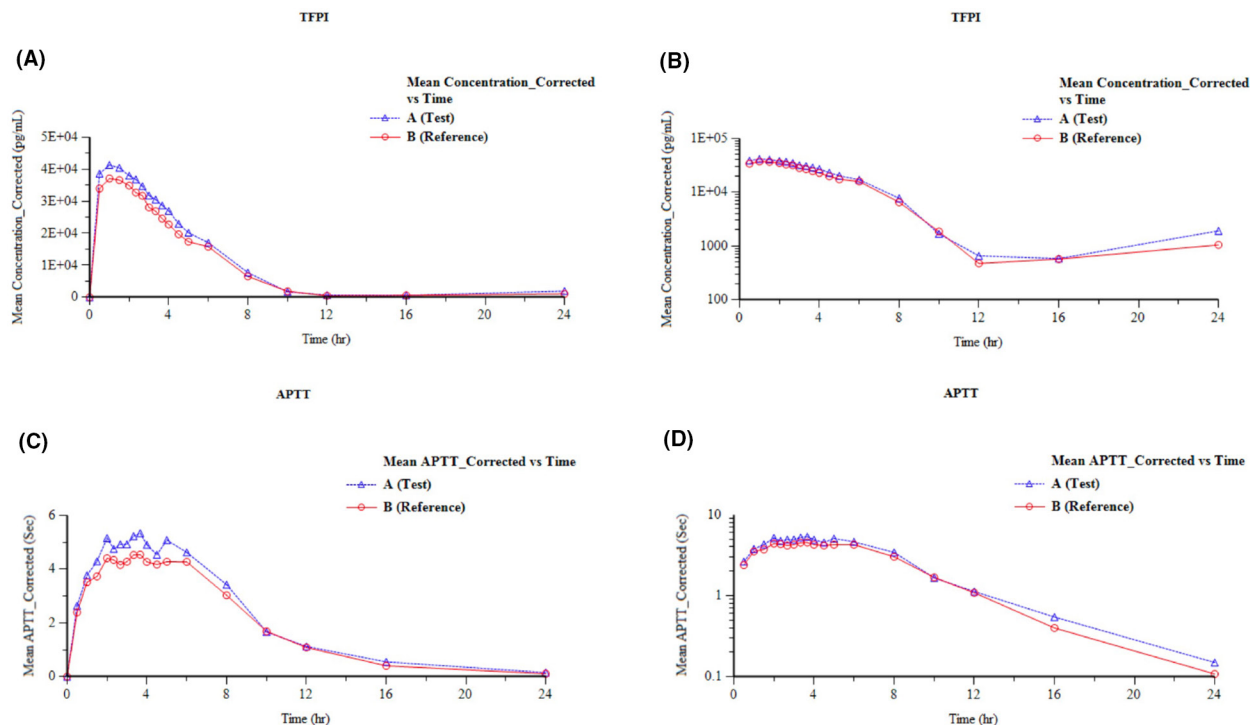 TFPI
(A)
Mean Concentration_Corrected
vs Time
A (Test)
B (Reference)
Mean Concentration_Corrected (pg/mL)
5E+04
4E+04
3E+04
2E+04
1E+04
0
0 4 8 12 16 20 24
Time (hr)
TFPI
(B)
Mean Concentration_Corrected
vs Time
A (Test)
B (Reference)
Mean Concentration_Corrected (pg/mL)
1E+05
1E+04
1000
100
0 4 8 12 16 20 24
Time (hr)
APTT
(C)
Mean APTT_Corrected vs Time
A (Test)
B (Reference)
Mean APTT_Corrected (Sec)
6
4
2
0
0 4 8 12 16 20 24
Time (hr)
APTT
(D)
Mean APTT_Corrected vs Time
A (Test)
B (Reference)
Mean APTT_Corrected (Sec)
10
1
0.1
0 4 8 12 16 20 24
Time (hr)